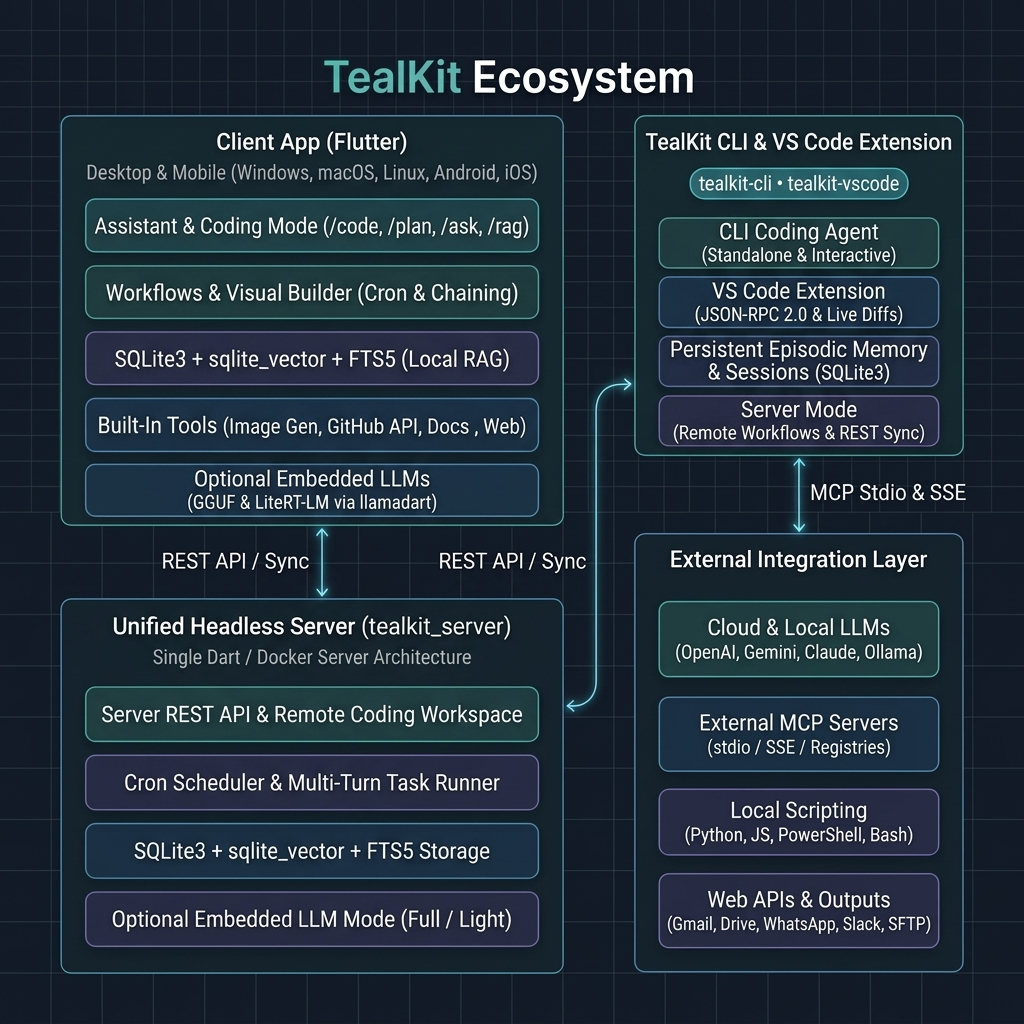 TealKit Ecosystem
Client App (Flutter)
Desktop & Mobile (Windows, macOS, Linux, Android, iOS)
Assistant & Coding Mode (/code, /plan, /ask, /rag)
Workflows & Visual Builder (Cron & Chaining)
SQLite3 + sqlite_vector + FTS5 (Local RAG)
Built-In Tools (Image Gen, GitHub API, Docs , Web)
Optional Embedded LLMs
(GGUF & LiteRT-LM via llamadart)
TealKit CLI & VS Code Extension
tealkit-cli • tealkit-vscode
CLI Coding Agent
(Standalone & Interactive)
VS Code Extension
(JSON-RPC 2.0 & Live Diffs)
Persistent Episodic Memory
& Sessions (SQLite3)
Server Mode
(Remote Workflows & REST Sync)
REST API / Sync
REST API / Sync
MCP Stdio & SSE
Unified Headless Server (tealkit_server)
Single Dart / Docker Server Architecture
Server REST API & Remote Coding Workspace
Cron Scheduler & Multi-Turn Task Runner
SQLite3 + sqlite_vector + FTS5 Storage
Optional Embedded LLM Mode (Full / Light)
External Integration Layer
Cloud & Local LLMs
(OpenAI, Gemini, Claude, Ollama)
External MCP Servers
(stdio / SSE / Registries)
Local Scripting
(Python, JS, PowerShell, Bash)
Web APIs & Outputs
(Gmail, Drive, WhatsApp, Slack, SFTP)